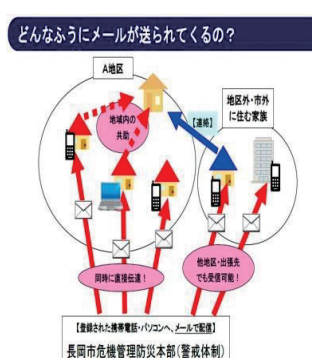 どんなふうにメールが送られてくるの？
A地区
地区外・市外
に住む家族
【連絡】
地域内の
共助
同時に直接伝達！
他地区・出張先
でも受信可能！
【登録された携帯電話・パソコンへ、メールで配信】
長岡市危機管理防災本部(警戒体制)